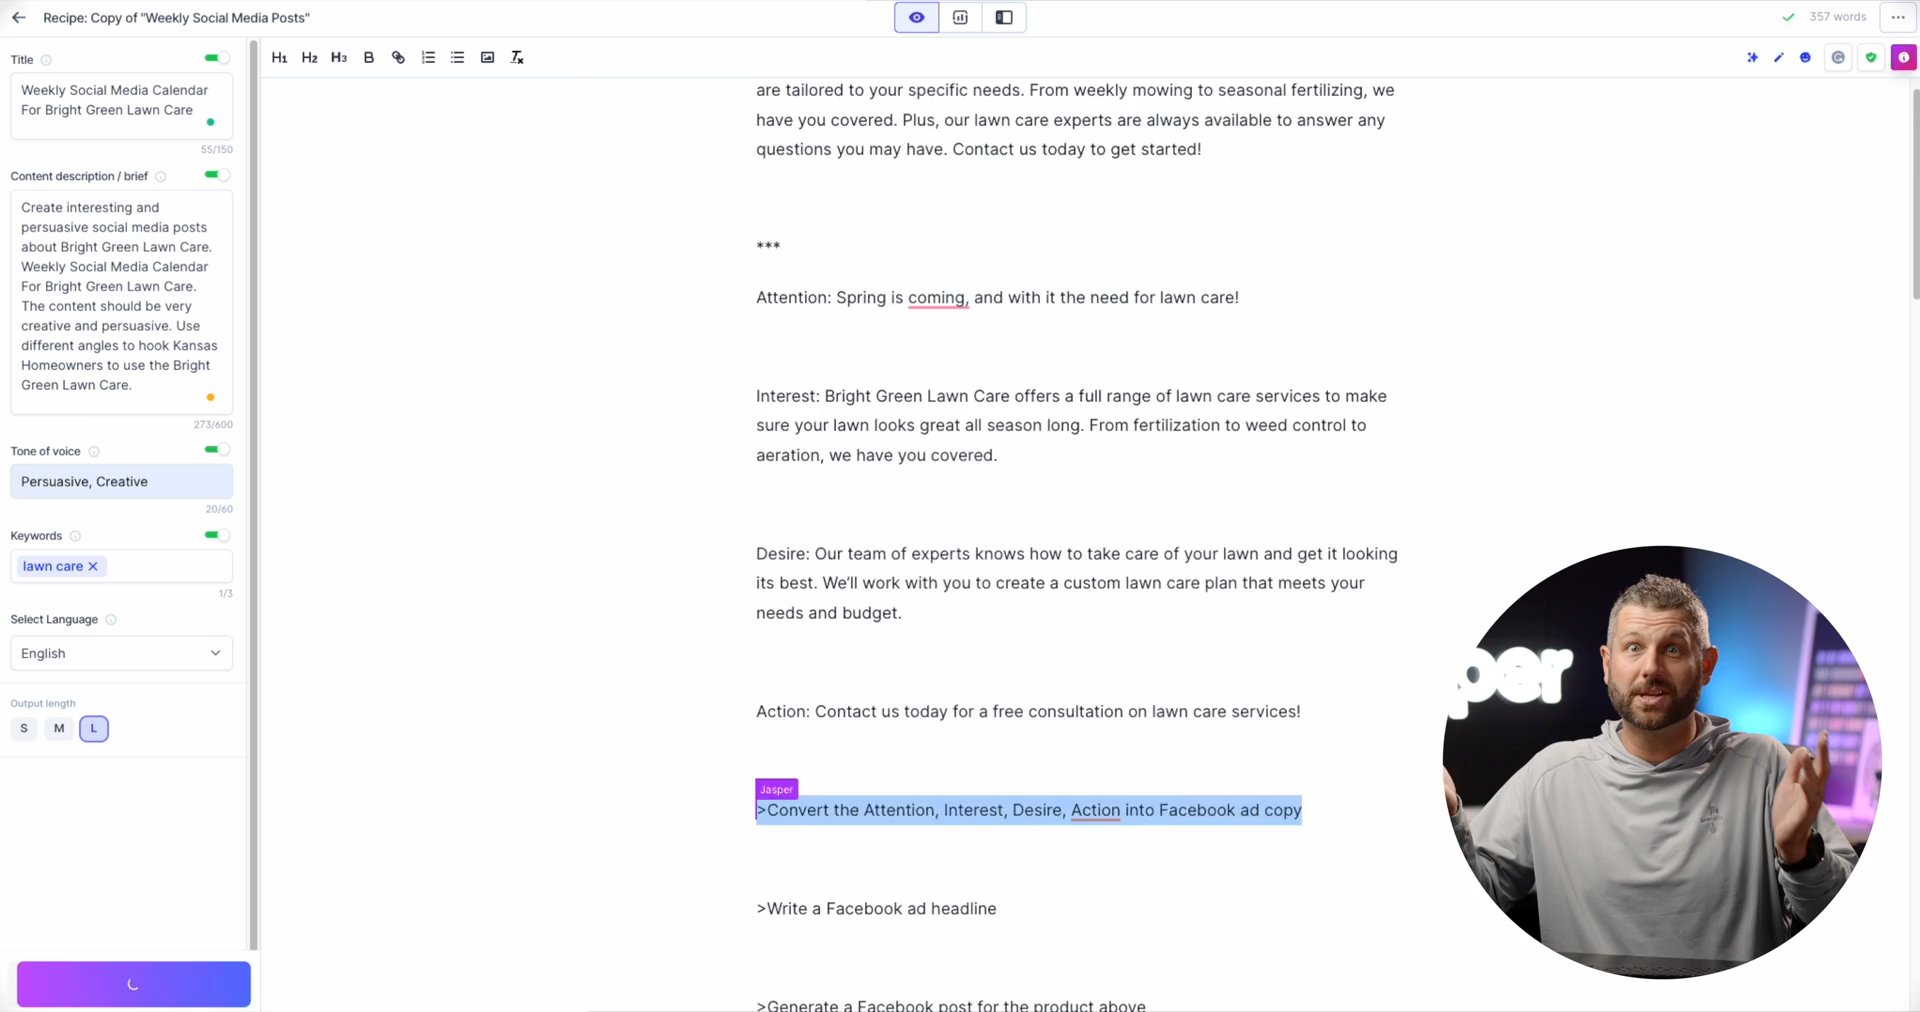 Recipe: Copy of "Weekly Social Media Posts"
357 words
H1 H2 H3 B
Title
Weekly Social Media Calendar
For Bright Green Lawn Care
55/150
Content description / brief
Create interesting and
persuasive social media posts
about Bright Green Lawn Care.
Weekly Social Media Calendar
For Bright Green Lawn Care.
The content should be very
creative and persuasive. Use
different angles to hook Kansas
Homeowners to use the Bright
Green Lawn Care.
273/600
Tone of voice
Persuasive, Creative
20/60
Keywords
lawn care
1/3
Select Language
English
Output length
S M L
are tailored to your specific needs. From weekly mowing to seasonal fertilizing, we
have you covered. Plus, our lawn care experts are always available to answer any
questions you may have. Contact us today to get started!
***
Attention: Spring is coming, and with it the need for lawn care!
Interest: Bright Green Lawn Care offers a full range of lawn care services to make
sure your lawn looks great all season long. From fertilization to weed control to
aeration, we have you covered.
Desire: Our team of experts knows how to take care of your lawn and get it looking
its best. We'll work with you to create a custom lawn care plan that meets your
needs and budget.
Action: Contact us today for a free consultation on lawn care services!
Jasper
>Convert the Attention, Interest, Desire, Action into Facebook ad copy
>Write a Facebook ad headline
>Generate a Facebook post for the product above
per